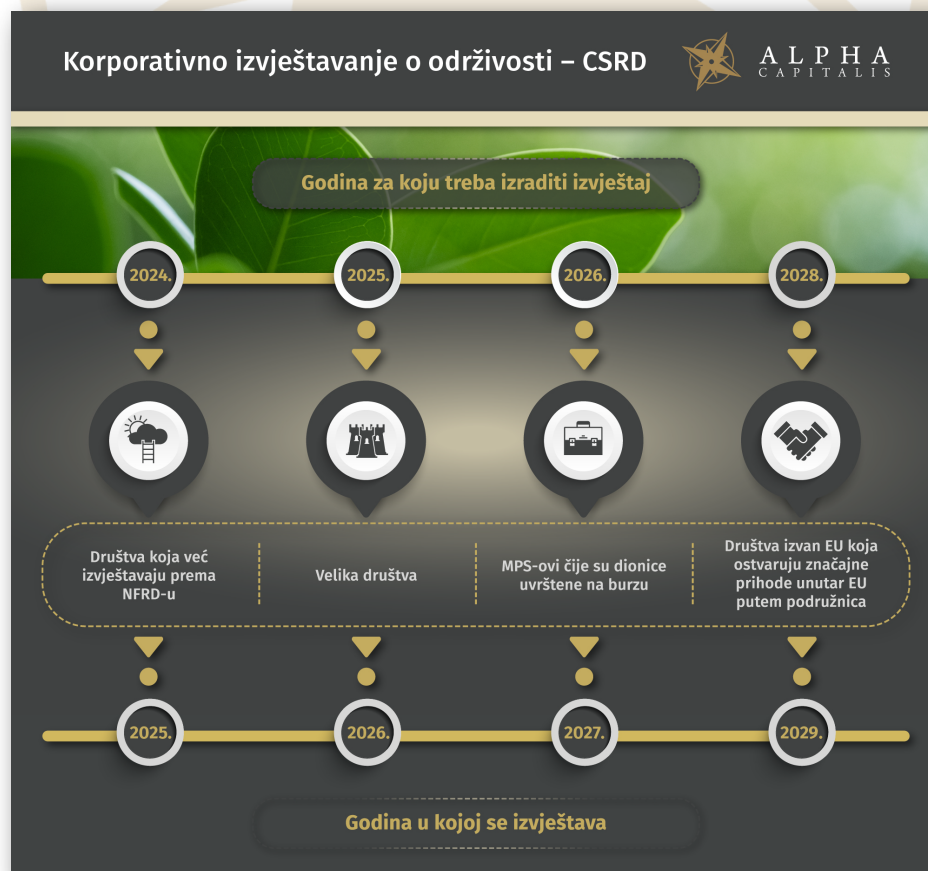 Korporativno izvještavanje o održivosti – CSRD
ALPHA
CAPITALIS
Godina za koju treba izraditi izvještaj
2024.
2025.
2026.
2028.
Društva koja već
izvještavaju prema
NFRD-u
Velika društva
MPS-ovi čije su dionice
uvrštene na burzu
Društva izvan EU koja
ostvaruju značajne
prihode unutar EU
putem podružnica
2025.
2026.
2027.
2029.
Godina u kojoj se izvještava